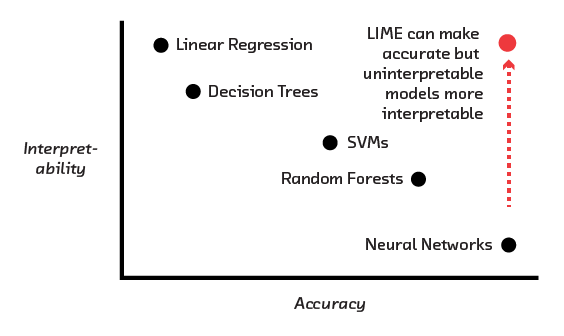 Linear Regression
LIME can make
accurate but
uninterpretable
models more
interpretable
Decision Trees
SVMs
Interpret-
ability
Random Forests
Neural Networks
Accuracy